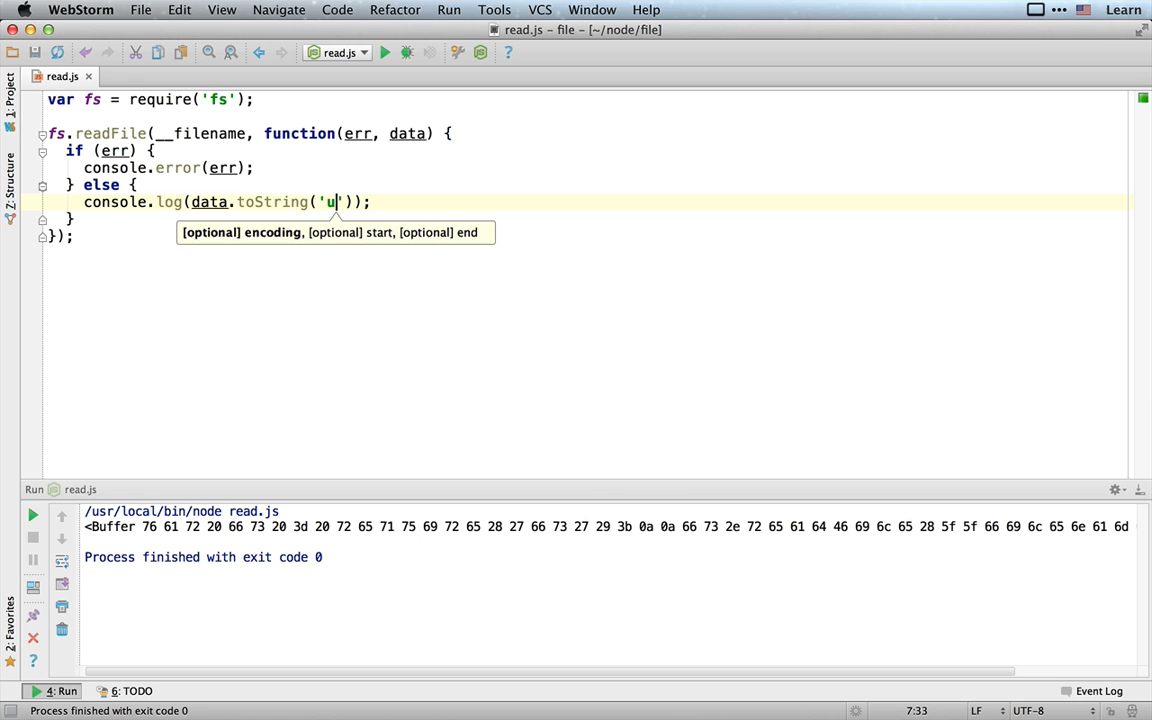 WebStorm File Edit View Navigate Code Refactor Run Tools VCS Window Help Learn
read.js – file – [~/node/file]
read.js
read.js
1: Project
Z: Structure
2: Favorites
var fs = require('fs');
fs.readFile(__filename, function(err, data) {
if (err) {
console.error(err);
} else {
console.log(data.toString('u'));
}
});
[optional] encoding, [optional] start, [optional] end
Run read.js
/usr/local/bin/node read.js
<Buffer 76 61 72 20 66 73 20 3d 20 72 65 71 75 69 72 65 28 27 66 73 27 29 3b 0a 0a 66 73 2e 72 65 61 64 46 69 6c 65 28 5f 5f 66 69 6c 65 6e 61 6d
Process finished with exit code 0
4: Run 6: TODO Event Log
Process finished with exit code 0 7:33 LF UTF-8